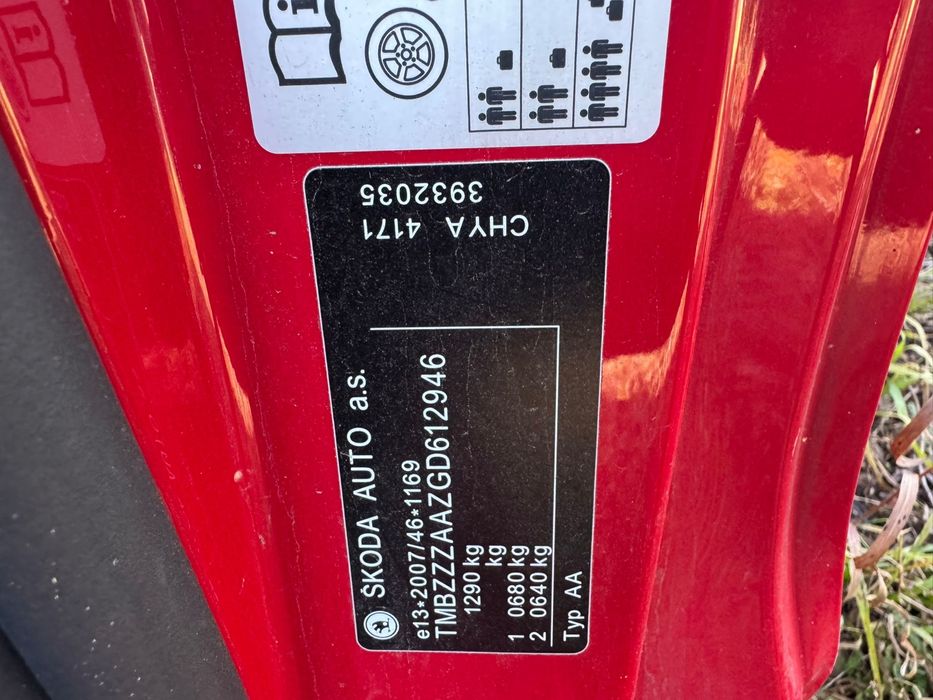 ŠKODA AUTO a.s.
e13*2007/46*1169
TMBZZZAAZGD612946
1290 kg
kg
1 0680 kg
2 0640 kg
Typ AA
CHYA 4171
3932035